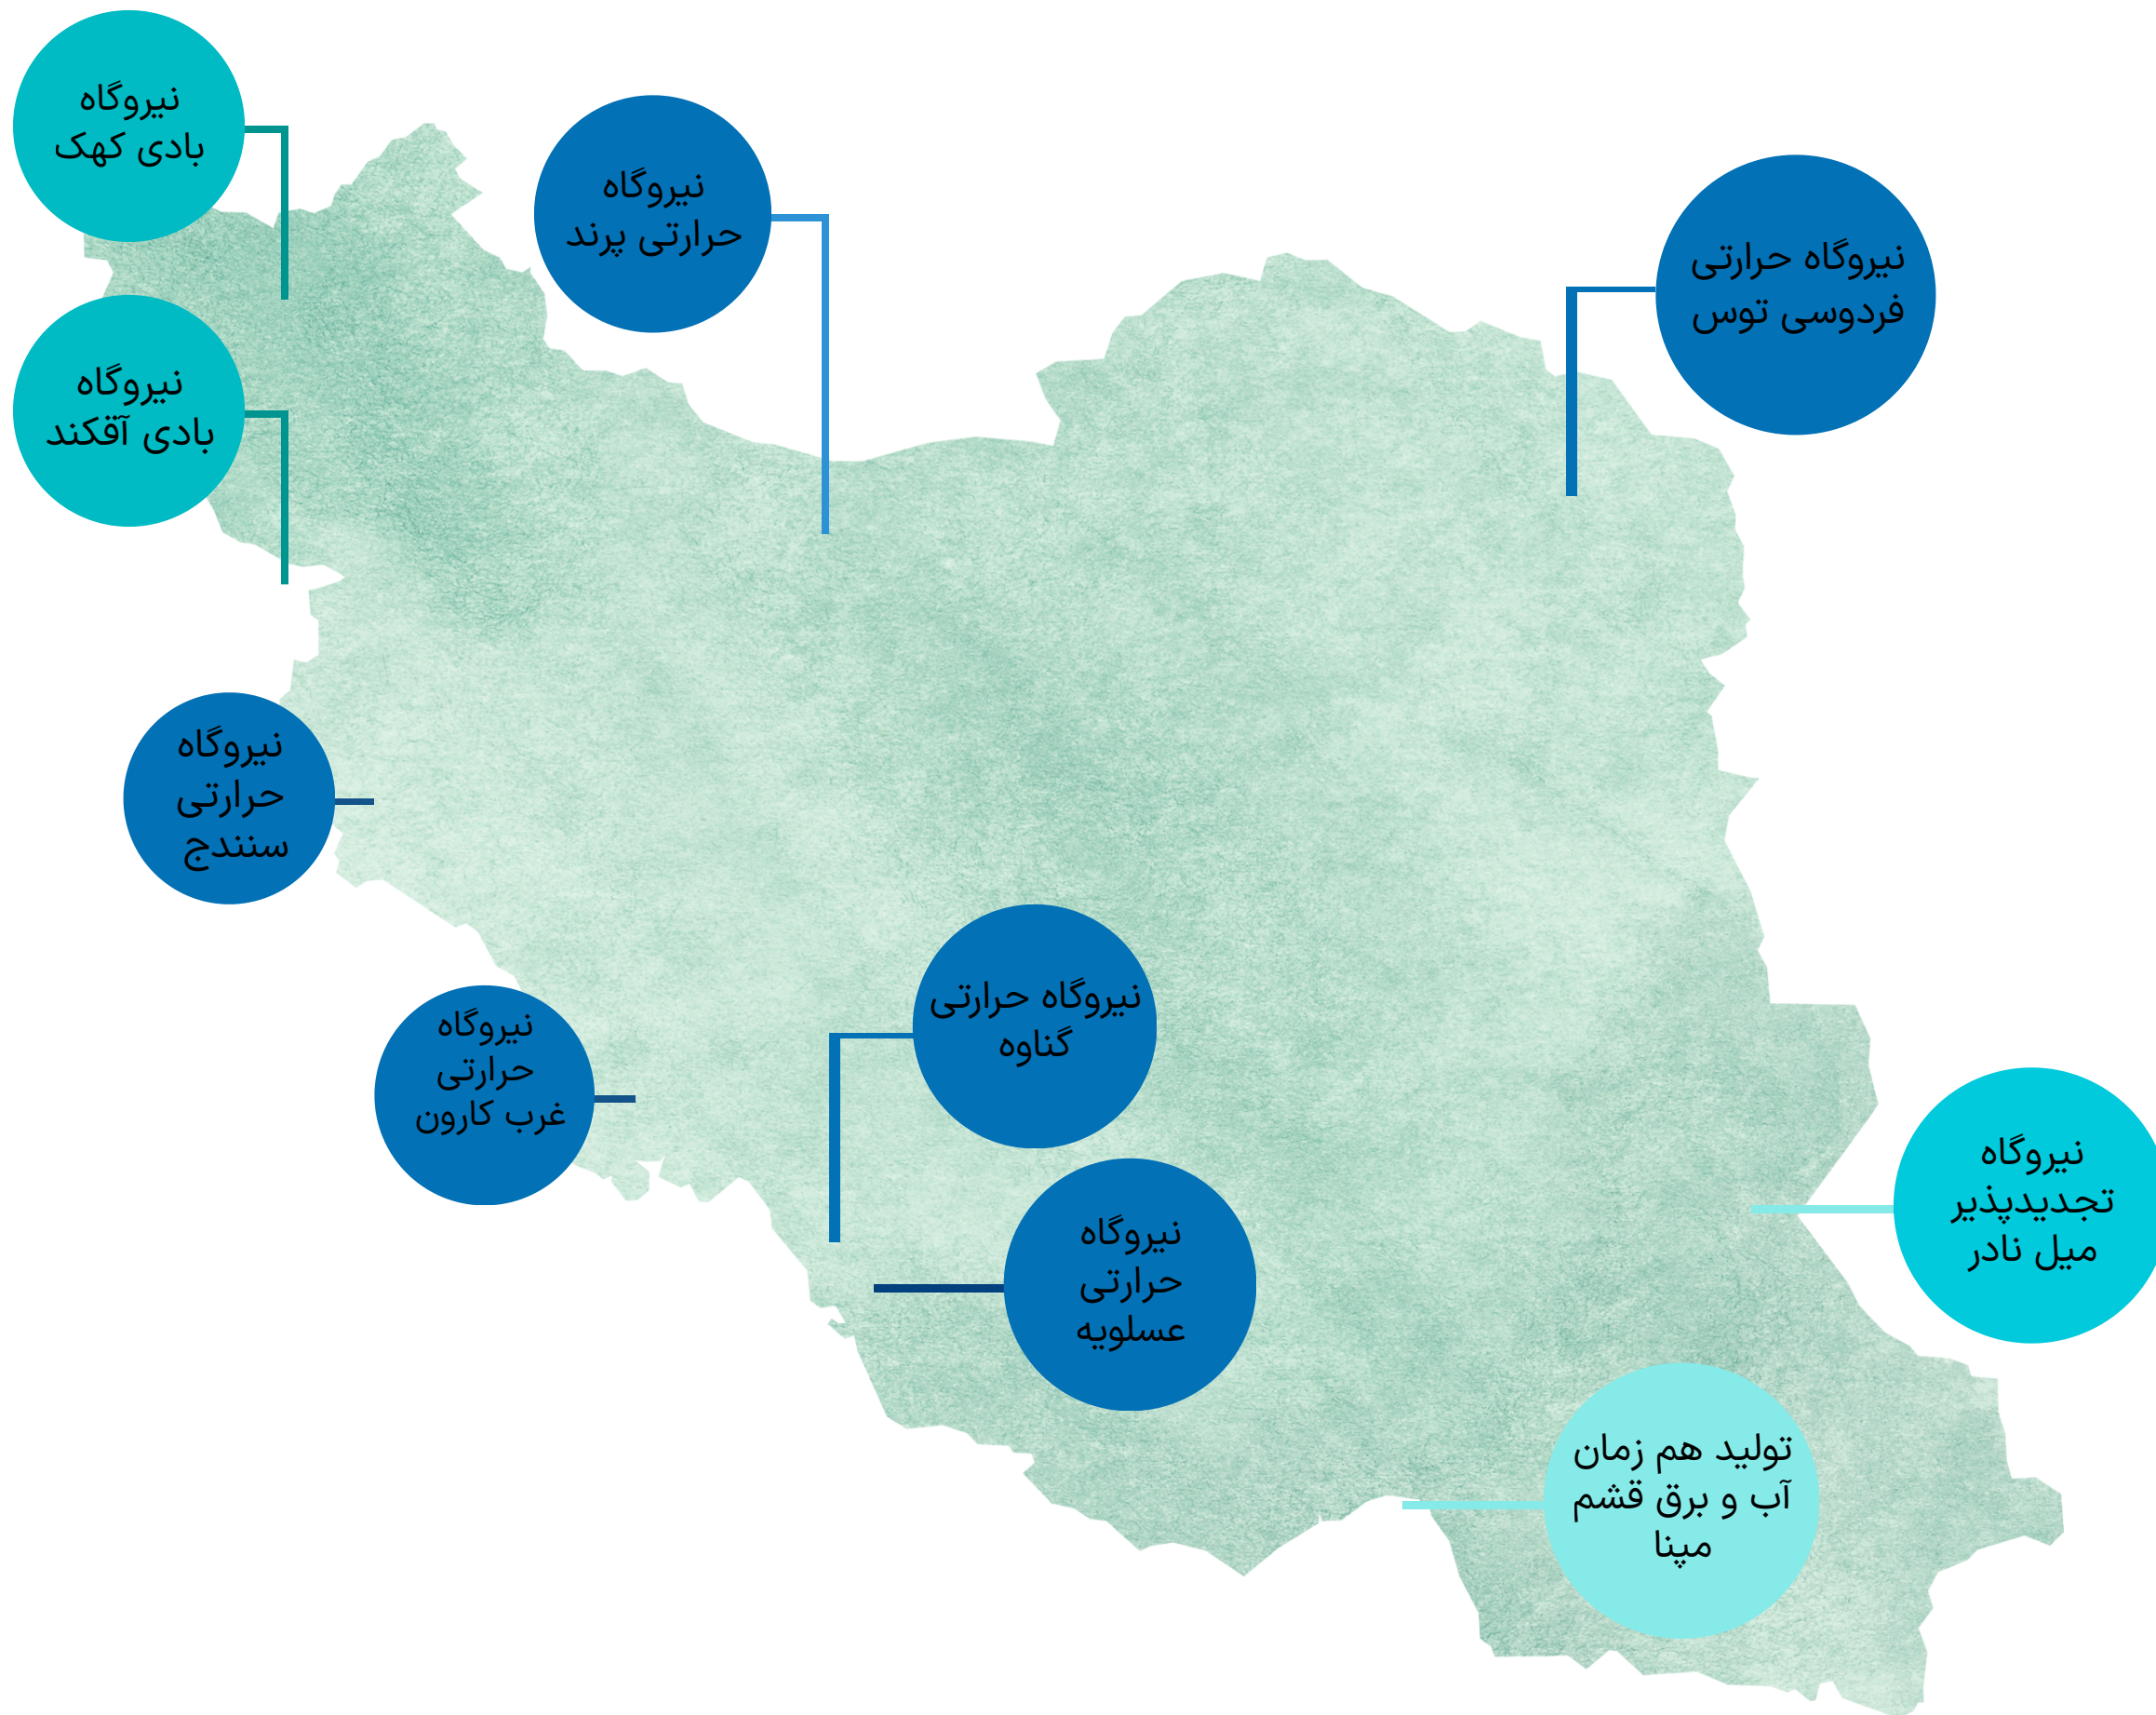 نیروگاه
بادی کهک
نیروگاه
حرارتی پرند
نیروگاه حرارتی
فردوسی توس
نیروگاه
بادی آقکند
نیروگاه
حرارتی
سنندج
نیروگاه حرارتی
گناوه
نیروگاه
حرارتی
غرب کارون
نیروگاه
تجدیدپذیر
میل نادر
نیروگاه
حرارتی
عسلویه
تولید هم زمان
آب و برق قشم
مپنا